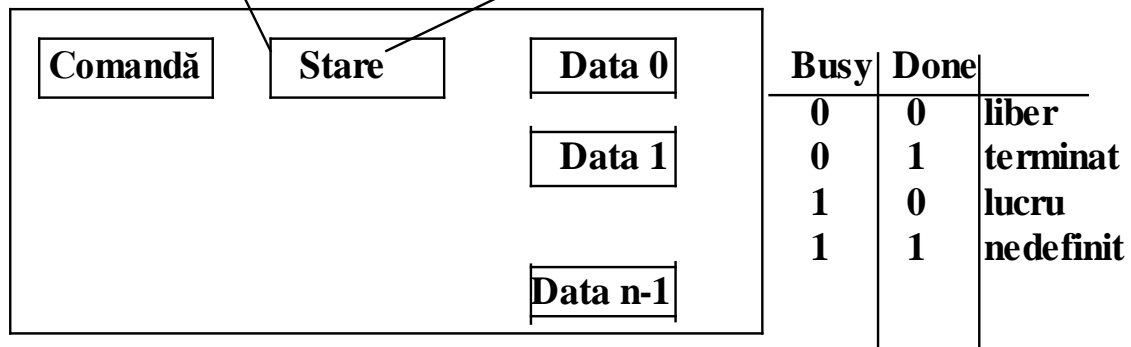 Comandă Stare Data 0 Busy Done
0 0 liber
Data 1 0 1 terminat
1 0 lucru
1 1 nedefinit
Data n-1